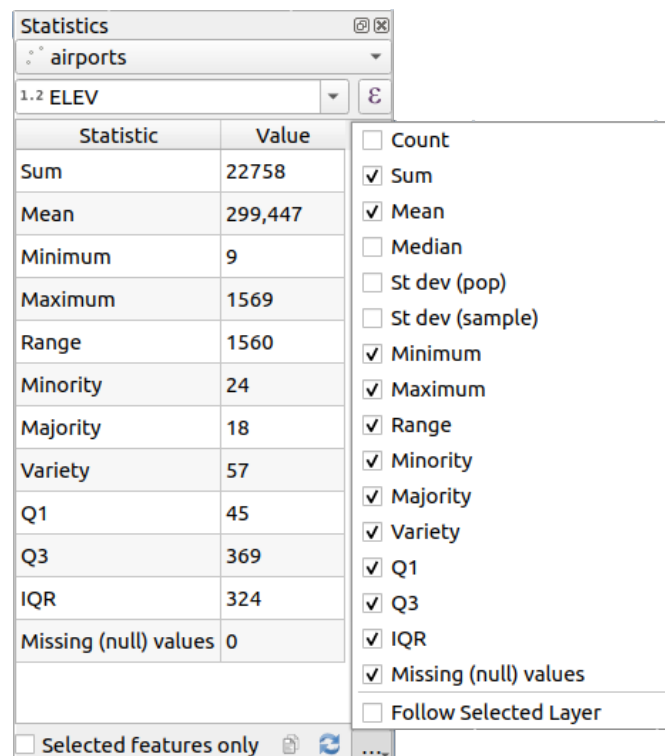 Statistics
airports
1.2 ELEV ε
Statistic Value
Sum 22758
Mean 299,447
Minimum 9
Maximum 1569
Range 1560
Minority 24
Majority 18
Variety 57
Q1 45
Q3 369
IQR 324
Missing (null) values 0
Selected features only ...
Count
Sum
Mean
Median
St dev (pop)
St dev (sample)
Minimum
Maximum
Range
Minority
Majority
Variety
Q1
Q3
IQR
Missing (null) values
Follow Selected Layer